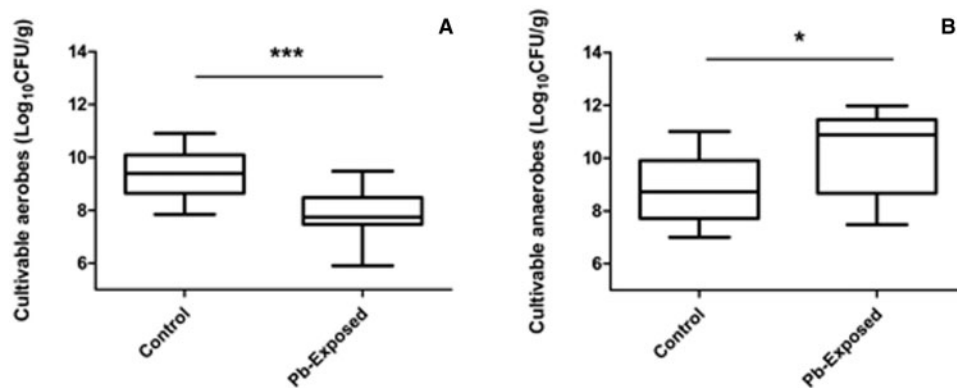 A
Cultivable aerobes (Log₁₀CFU/g)
14
12
10
8
6
***
Control
Pb-Exposed
B
Cultivable anaerobes (Log₁₀CFU/g)
14
12
10
8
6
*
Control
Pb-Exposed